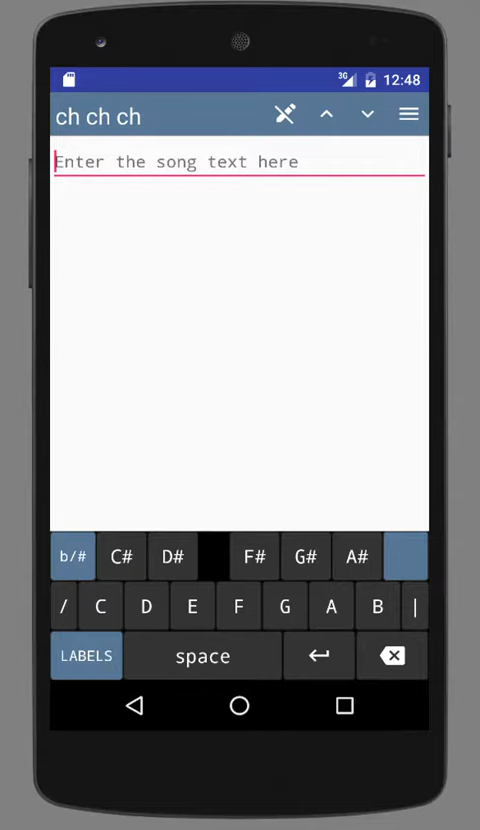 3G 12:48
ch ch ch
Enter the song text here
b/# C# D# F# G# A#
/ C D E F G A B |
LABELS space